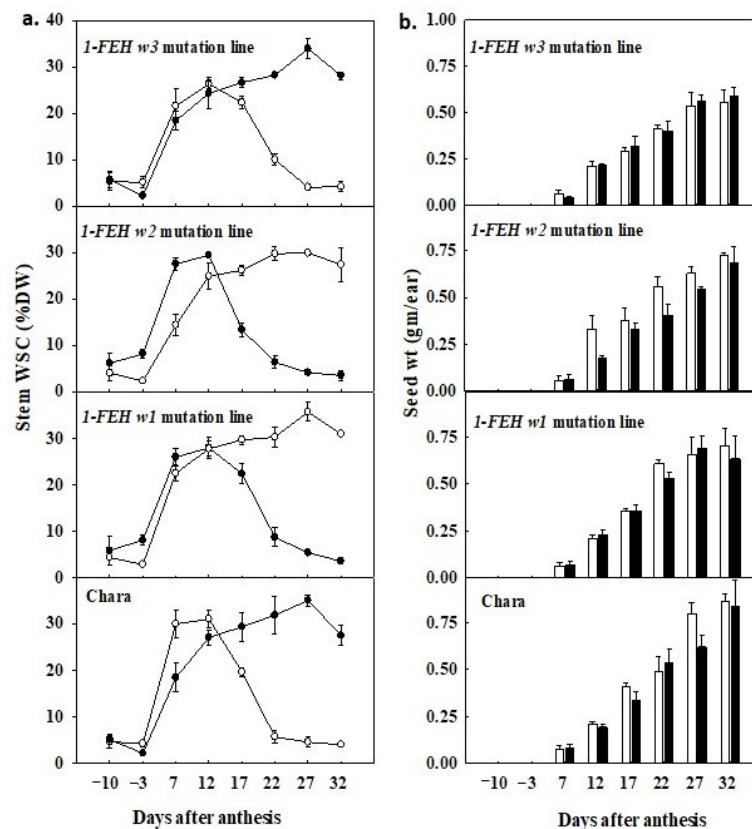 a.
Stem WSC (%DW)
1-FEH w3 mutation line
40
30
20
10
0
1-FEH w2 mutation line
30
20
10
0
1-FEH w1 mutation line
30
20
10
0
Chara
30
20
10
0
−10 −3 7 12 17 22 27 32
Days after anthesis
b.
Seed wt (gm/ear)
1.00
1-FEH w3 mutation line
0.75
0.50
0.25
0.00
1-FEH w2 mutation line
0.75
0.50
0.25
0.00
1-FEH w1 mutation line
0.75
0.50
0.25
0.00
Chara
0.75
0.50
0.25
0.00
−10 −3 7 12 17 22 27 32
Days after anthesis